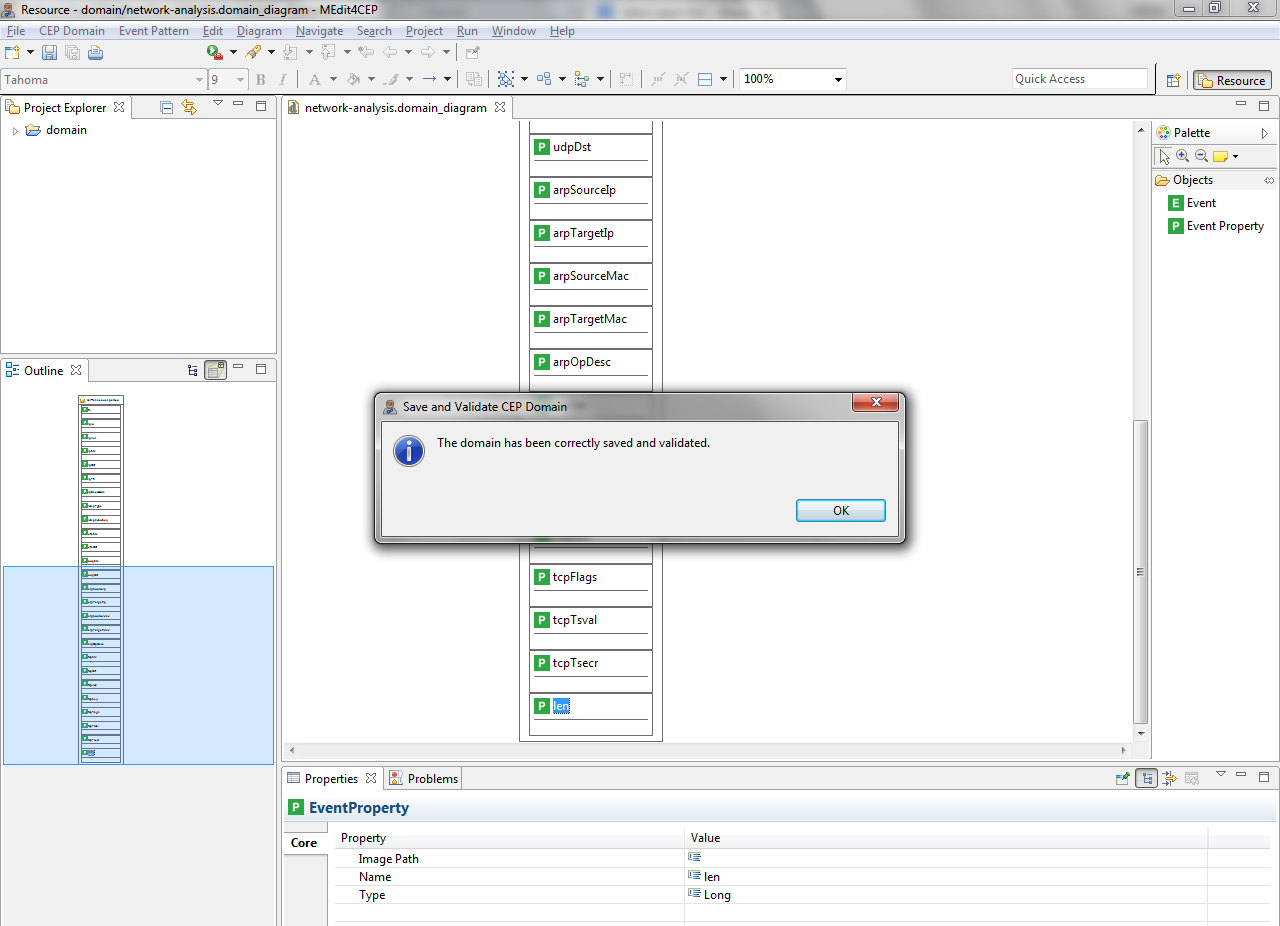 Resource - domain/network-analysis.domain_diagram - MEdit4CEP
File CEP Domain Event Pattern Edit Diagram Navigate Search Project Run Window Help
Tahoma 9 B I A 100% Quick Access Resource
Project Explorer
domain
Outline
network-analysis.domain_diagram
udpDst
arpSourceIp
arpTargetIp
arpSourceMac
arpTargetMac
arpOpDesc
Save and Validate CEP Domain
The domain has been correctly saved and validated.
OK
tcpFlags
tcpTsval
tcpTsecr
len
Palette
Objects
E Event
P Event Property
Properties Problems
P EventProperty
Core
Property Value
Image Path
Name len
Type Long